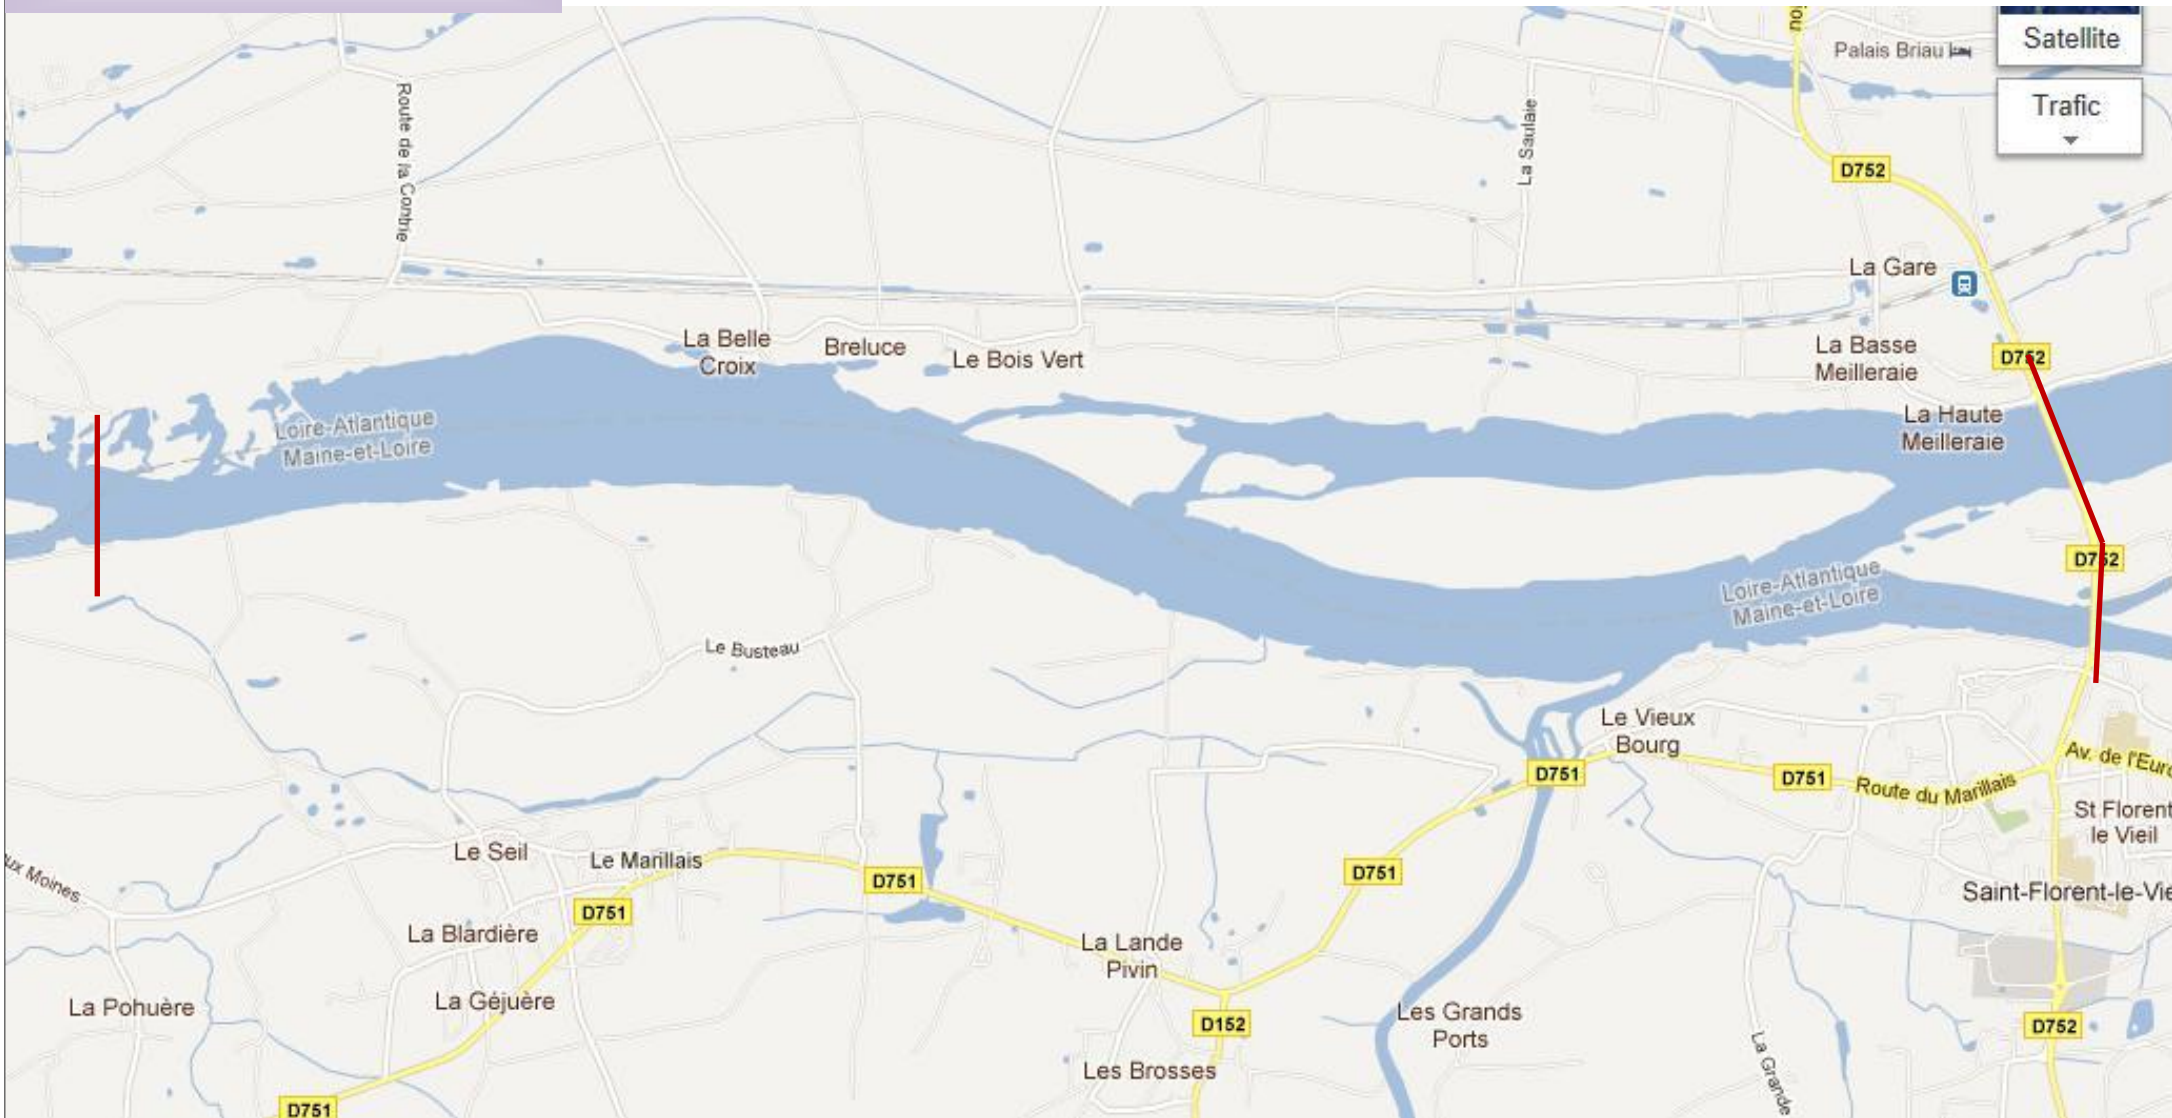 Palais Briau
Satellite
Trafic
Route de la Contrie
La Saulaie
D752
La Gare
La Belle
Croix
Breluce
Le Bois Vert
La Basse
Meilleraie
D752
La Haute
Meilleraie
Loire-Atlantique
Maine-et-Loire
D752
Loire-Atlantique
Maine-et-Loire
Le Busteau
Le Vieux
Bourg
D751
D751
Route du Marillais
Av. de l'Euro
St Florent
le Vieil
Le Seil
Le Marillais
D751
D751
ux Moines
D751
Saint-Florent-le-Vie
La Blardière
La Lande
Pivin
La Géjuère
La Pohuère
D152
Les Grands
Ports
D752
Les Brosses
La Grande
D751